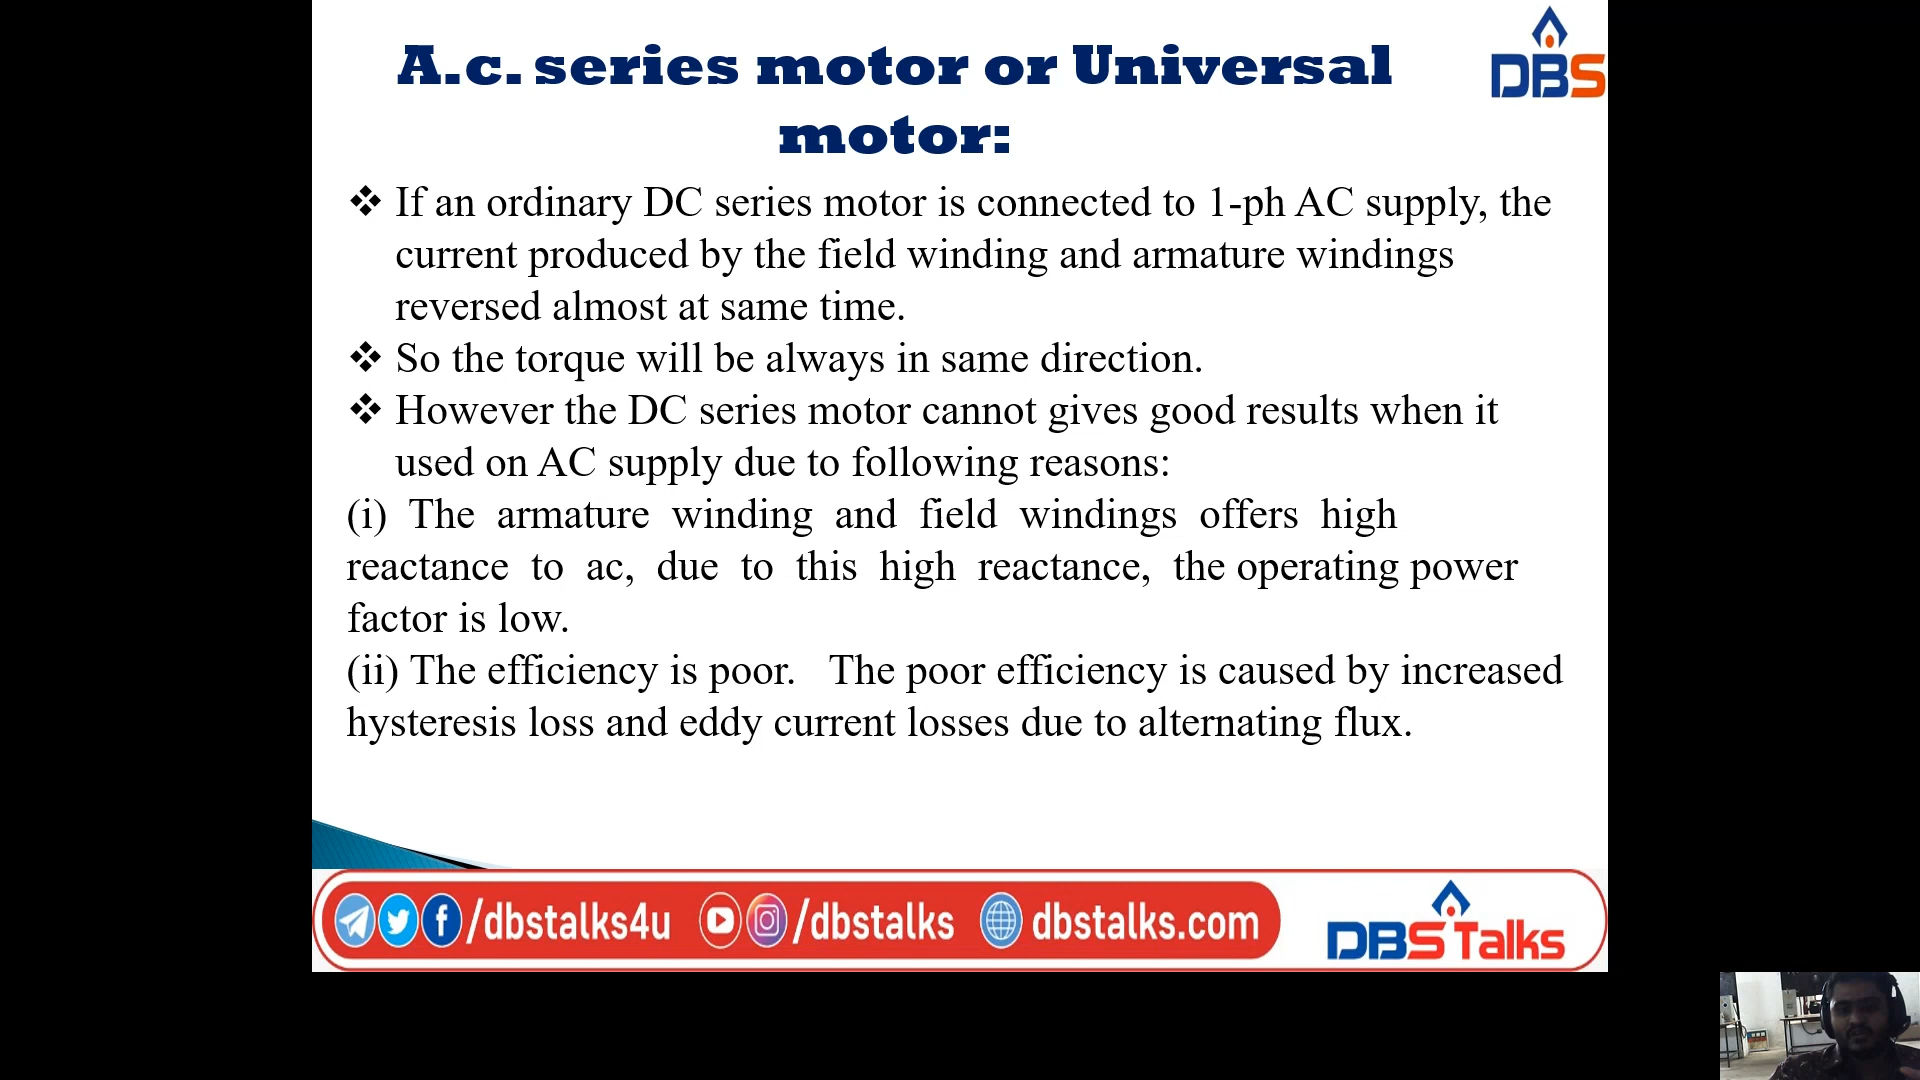 A.c. series motor or Universal
motor:
DBS
❖ If an ordinary DC series motor is connected to 1-ph AC supply, the
current produced by the field winding and armature windings
reversed almost at same time.
❖ So the torque will be always in same direction.
❖ However the DC series motor cannot gives good results when it
used on AC supply due to following reasons:
(i) The armature winding and field windings offers high
reactance to ac, due to this high reactance, the operating power
factor is low.
(ii) The efficiency is poor. The poor efficiency is caused by increased
hysteresis loss and eddy current losses due to alternating flux.
/dbstalks4u /dbstalks dbstalks.com DBS Talks